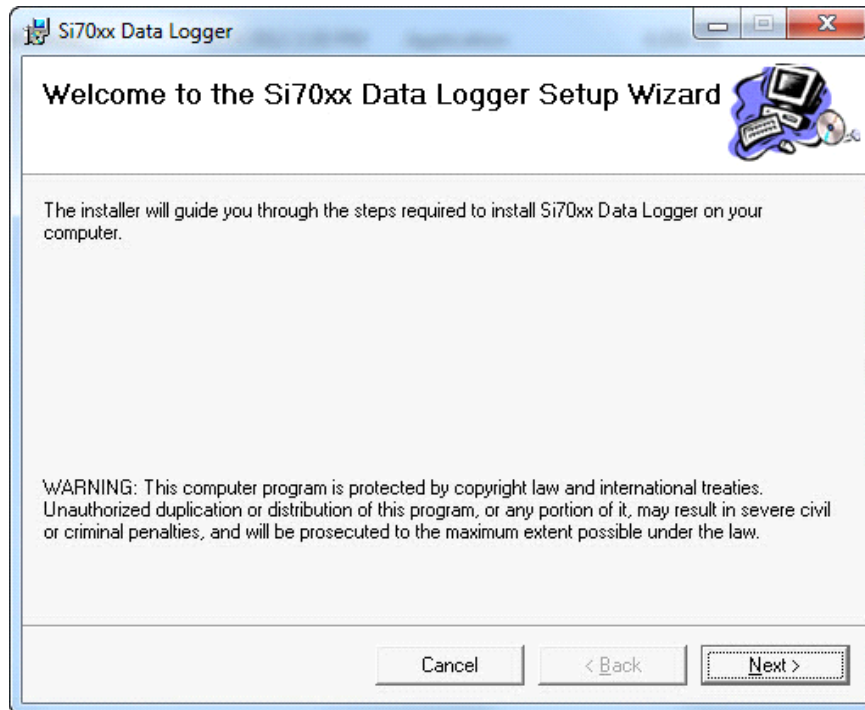 Si70xx Data Logger
Welcome to the Si70xx Data Logger Setup Wizard
The installer will guide you through the steps required to install Si70xx Data Logger on your
computer.
WARNING: This computer program is protected by copyright law and international treaties.
Unauthorized duplication or distribution of this program, or any portion of it, may result in severe civil
or criminal penalties, and will be prosecuted to the maximum extent possible under the law.
Cancel
< Back
Next >